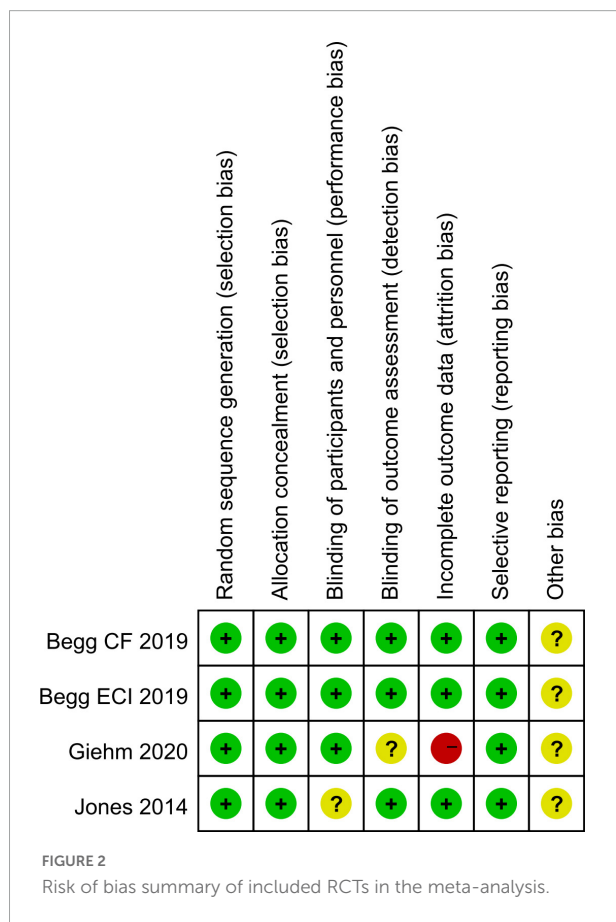 Random sequence generation (selection bias)
Allocation concealment (selection bias)
Blinding of participants and personnel (performance bias)
Blinding of outcome assessment (detection bias)
Incomplete outcome data (attrition bias)
Selective reporting (reporting bias)
Other bias
Begg CF 2019 + + + + + + ?
Begg ECI 2019 + + + + + + ?
Giehm 2020 + + + ? - + ?
Jones 2014 + + ? + + + ?
FIGURE 2
Risk of bias summary of included RCTs in the meta-analysis.